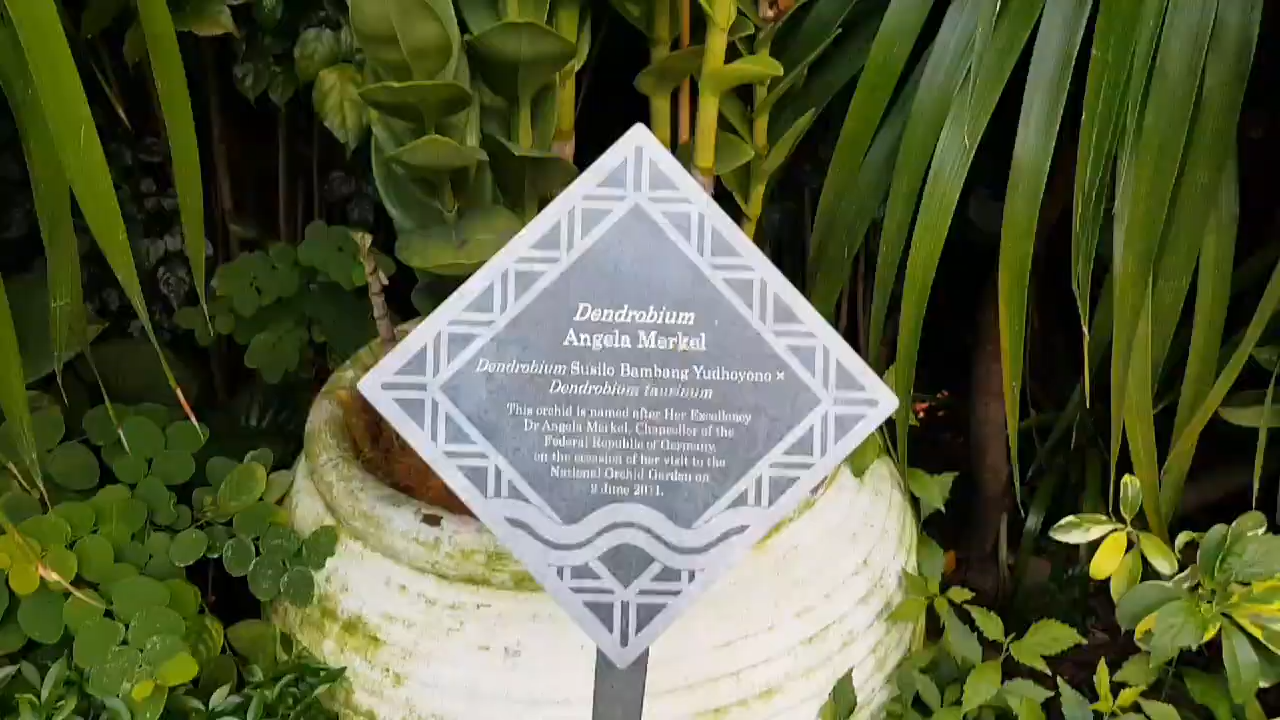 Dendrobium
Angela Merkel
Dendrobium Susilo Bambang Yudhoyono ×
Dendrobium taurinum
This orchid is named after Her Excellency
Dr Angela Merkel, Chancellor of the
Federal Republic of Germany,
on the occasion of her visit to the
National Orchid Garden on
2 June 2011.